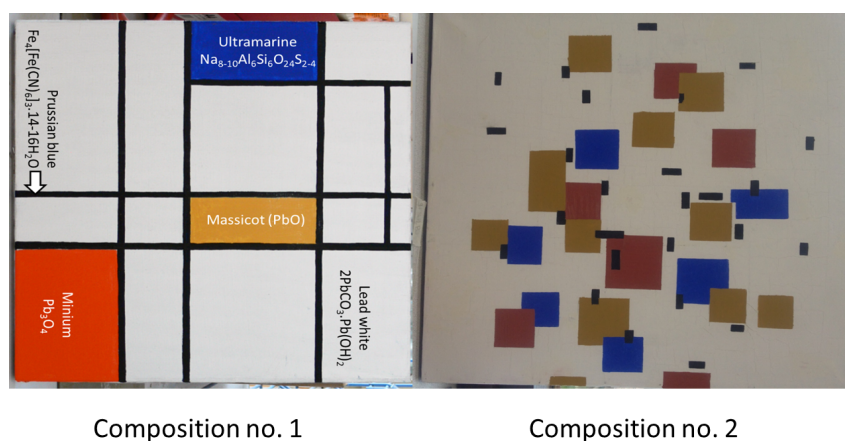 Fe₄[Fe(CN)₆]₃.14-16H₂O
Prussian blue
Ultramarine
Na₈₋₁₀Al₆Si₆O₂₄S₂₋₄
Massicot (PbO)
Minium
Pb₃O₄
Lead white
2PbCO₃.Pb(OH)₂
Composition no. 1
Composition no. 2